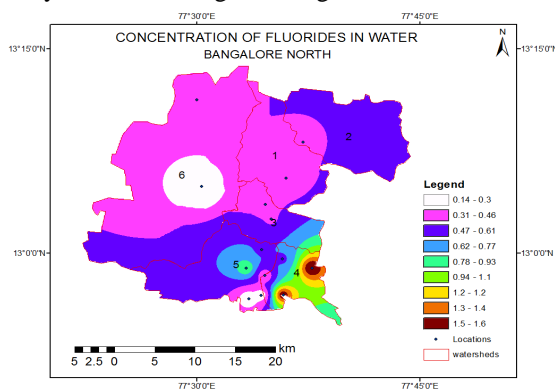 77°30'0"E 77°45'0"E
CONCENTRATION OF FLUORIDES IN WATER
BANGALORE NORTH
N
13°15'0"N 13°15'0"N
2
1
6
3
13°0'0"N 13°0'0"N
5
4
Legend
0.14 - 0.3
0.31 - 0.46
0.47 - 0.61
0.62 - 0.77
0.78 - 0.93
0.94 - 1.1
1.2 - 1.2
1.3 - 1.4
1.5 - 1.6
Locations
watersheds
km
5 2.5 0 5 10 15 20
77°30'0"E 77°45'0"E